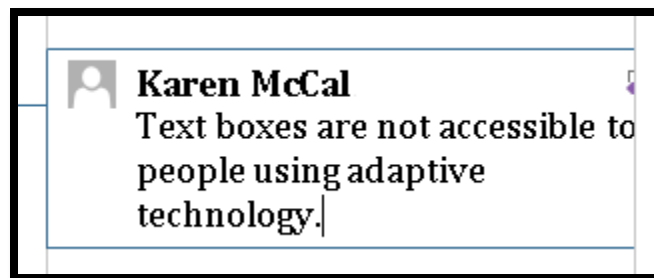 Karen McCal
Text boxes are not accessible to
people using adaptive
technology.